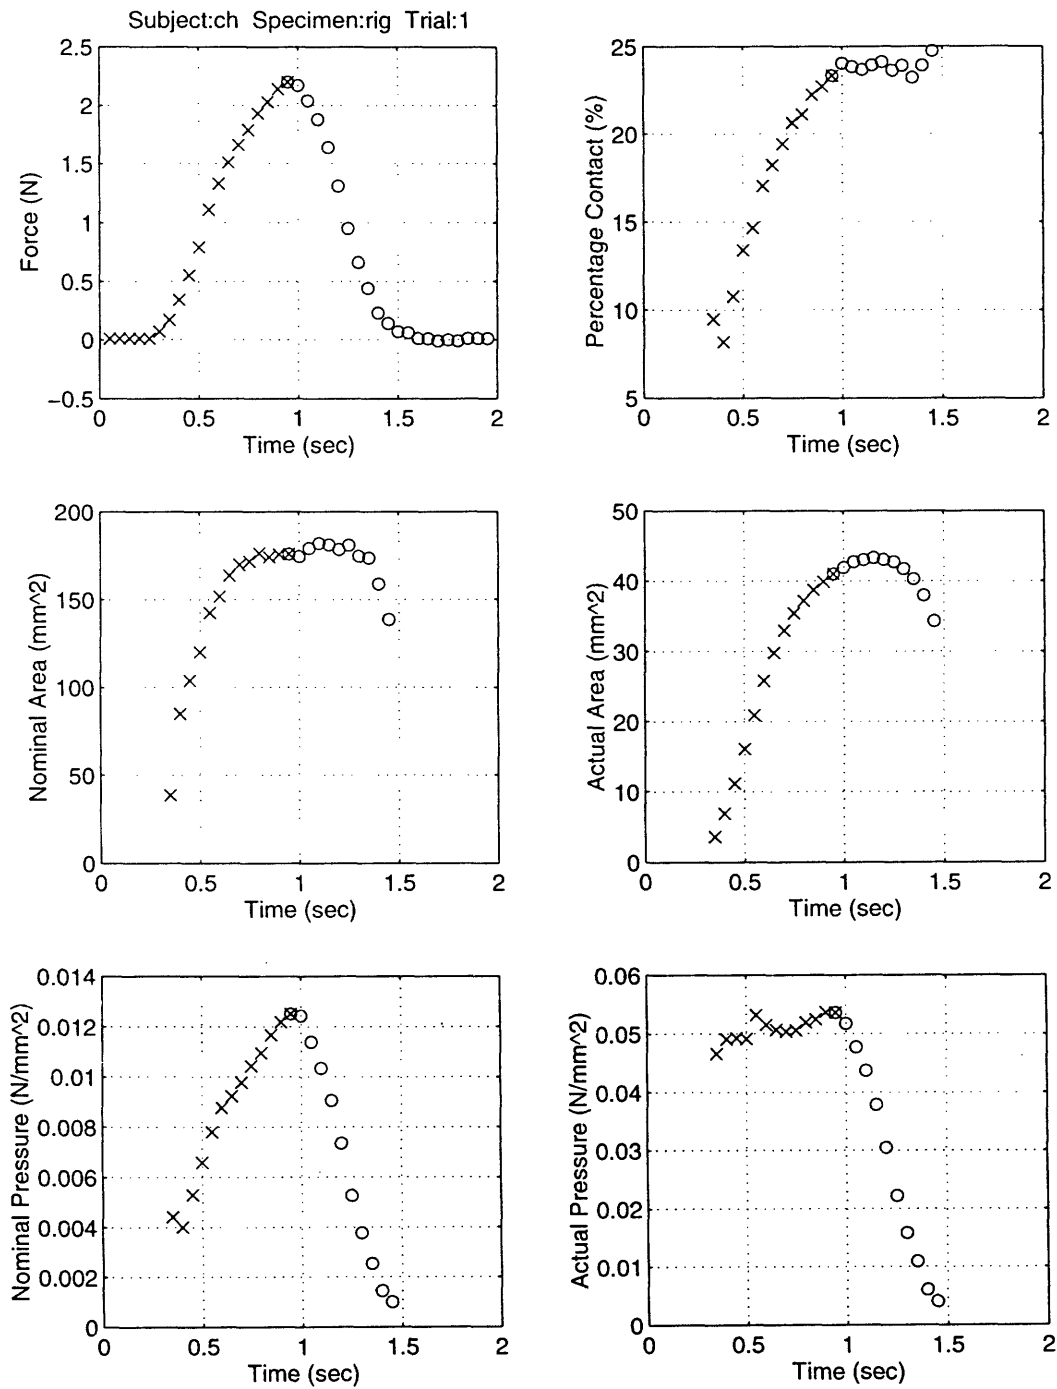 Subject:ch Specimen:rig Trial:1
2.5
2
1.5
1
0.5
0
−0.5
Force (N)
0 0.5 1 1.5 2
Time (sec)
25
20
15
10
5
Percentage Contact (%)
0 0.5 1 1.5 2
Time (sec)
200
150
100
50
0
Nominal Area (mm^2)
0 0.5 1 1.5 2
Time (sec)
50
40
30
20
10
0
Actual Area (mm^2)
0 0.5 1 1.5 2
Time (sec)
0.014
0.012
0.01
0.008
0.006
0.004
0.002
0
Nominal Pressure (N/mm^2)
0 0.5 1 1.5 2
Time (sec)
0.06
0.05
0.04
0.03
0.02
0.01
0
Actual Pressure (N/mm^2)
0 0.5 1 1.5 2
Time (sec)